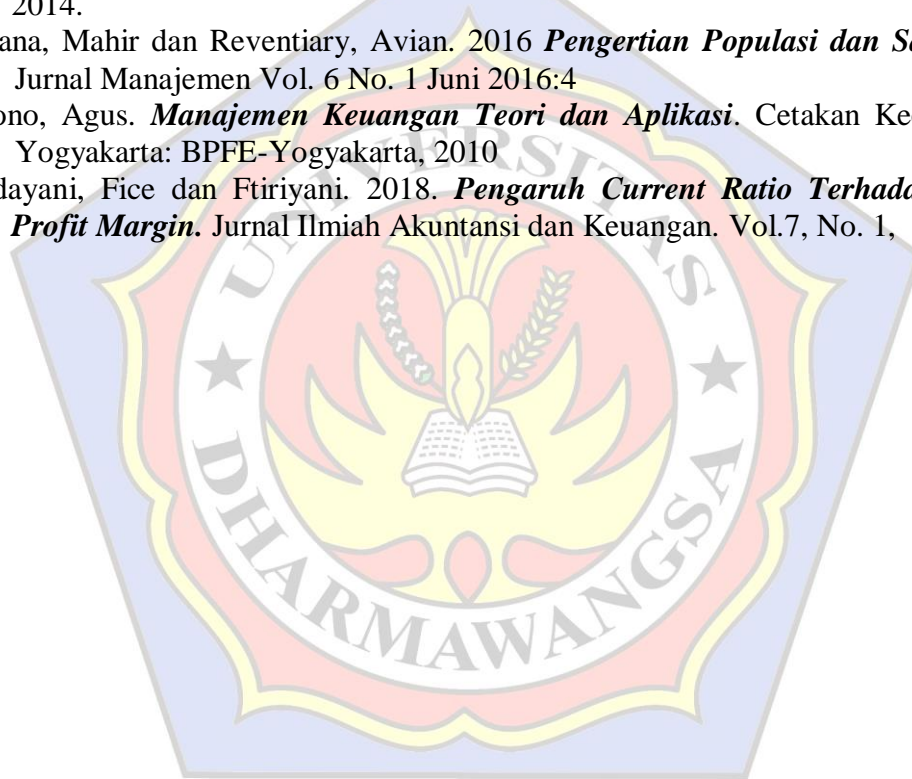 2014.
ana, Mahir dan Reventiary, Avian. 2016 Pengertian Populasi dan Sa
Jurnal Manajemen Vol. 6 No. 1 Juni 2016:4
ono, Agus. Manajemen Keuangan Teori dan Aplikasi. Cetakan Ked
Yogyakarta: BPFE-Yogyakarta, 2010
dayani, Fice dan Ftiriyani. 2018. Pengaruh Current Ratio Terhada
Profit Margin. Jurnal Ilmiah Akuntansi dan Keuangan. Vol.7, No. 1,
UNIVERSITAS
DHARMAWANGSA